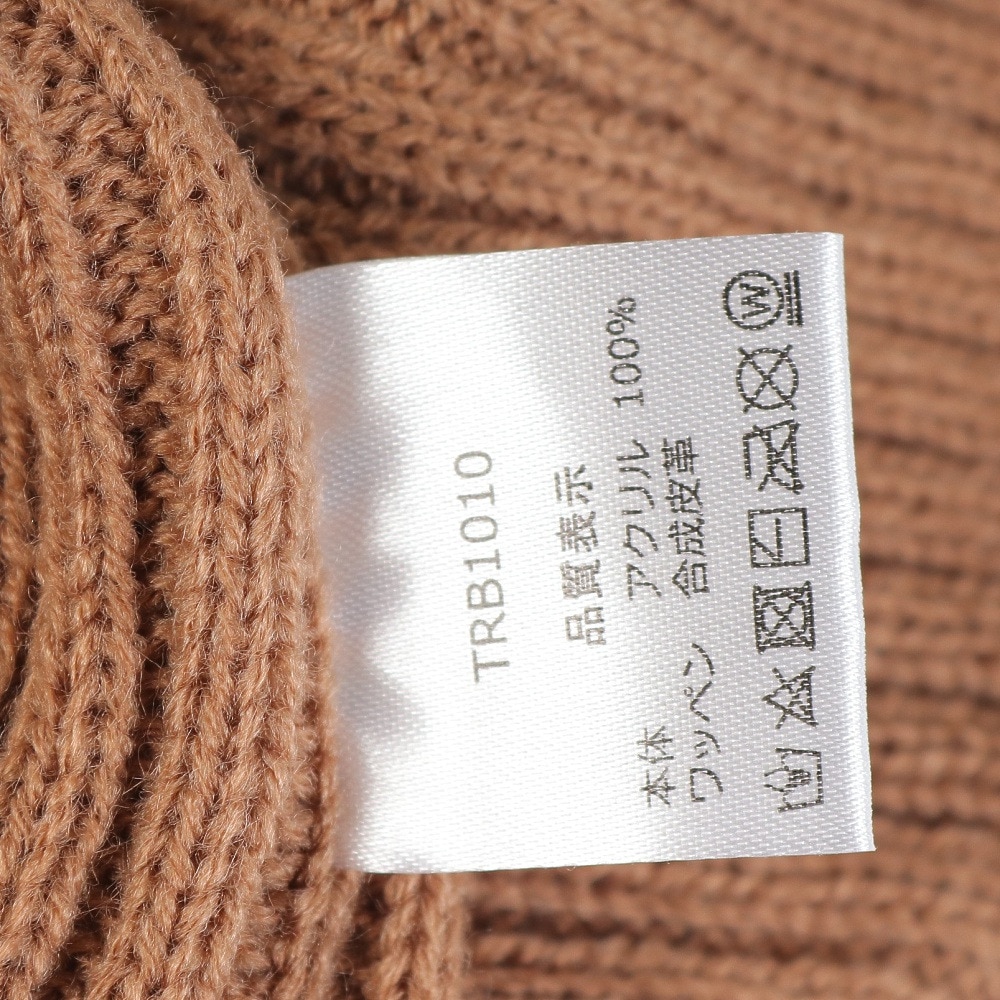 TRB1010
品質表示
本体 アクリル 100%
ワッペン 合成皮革
W